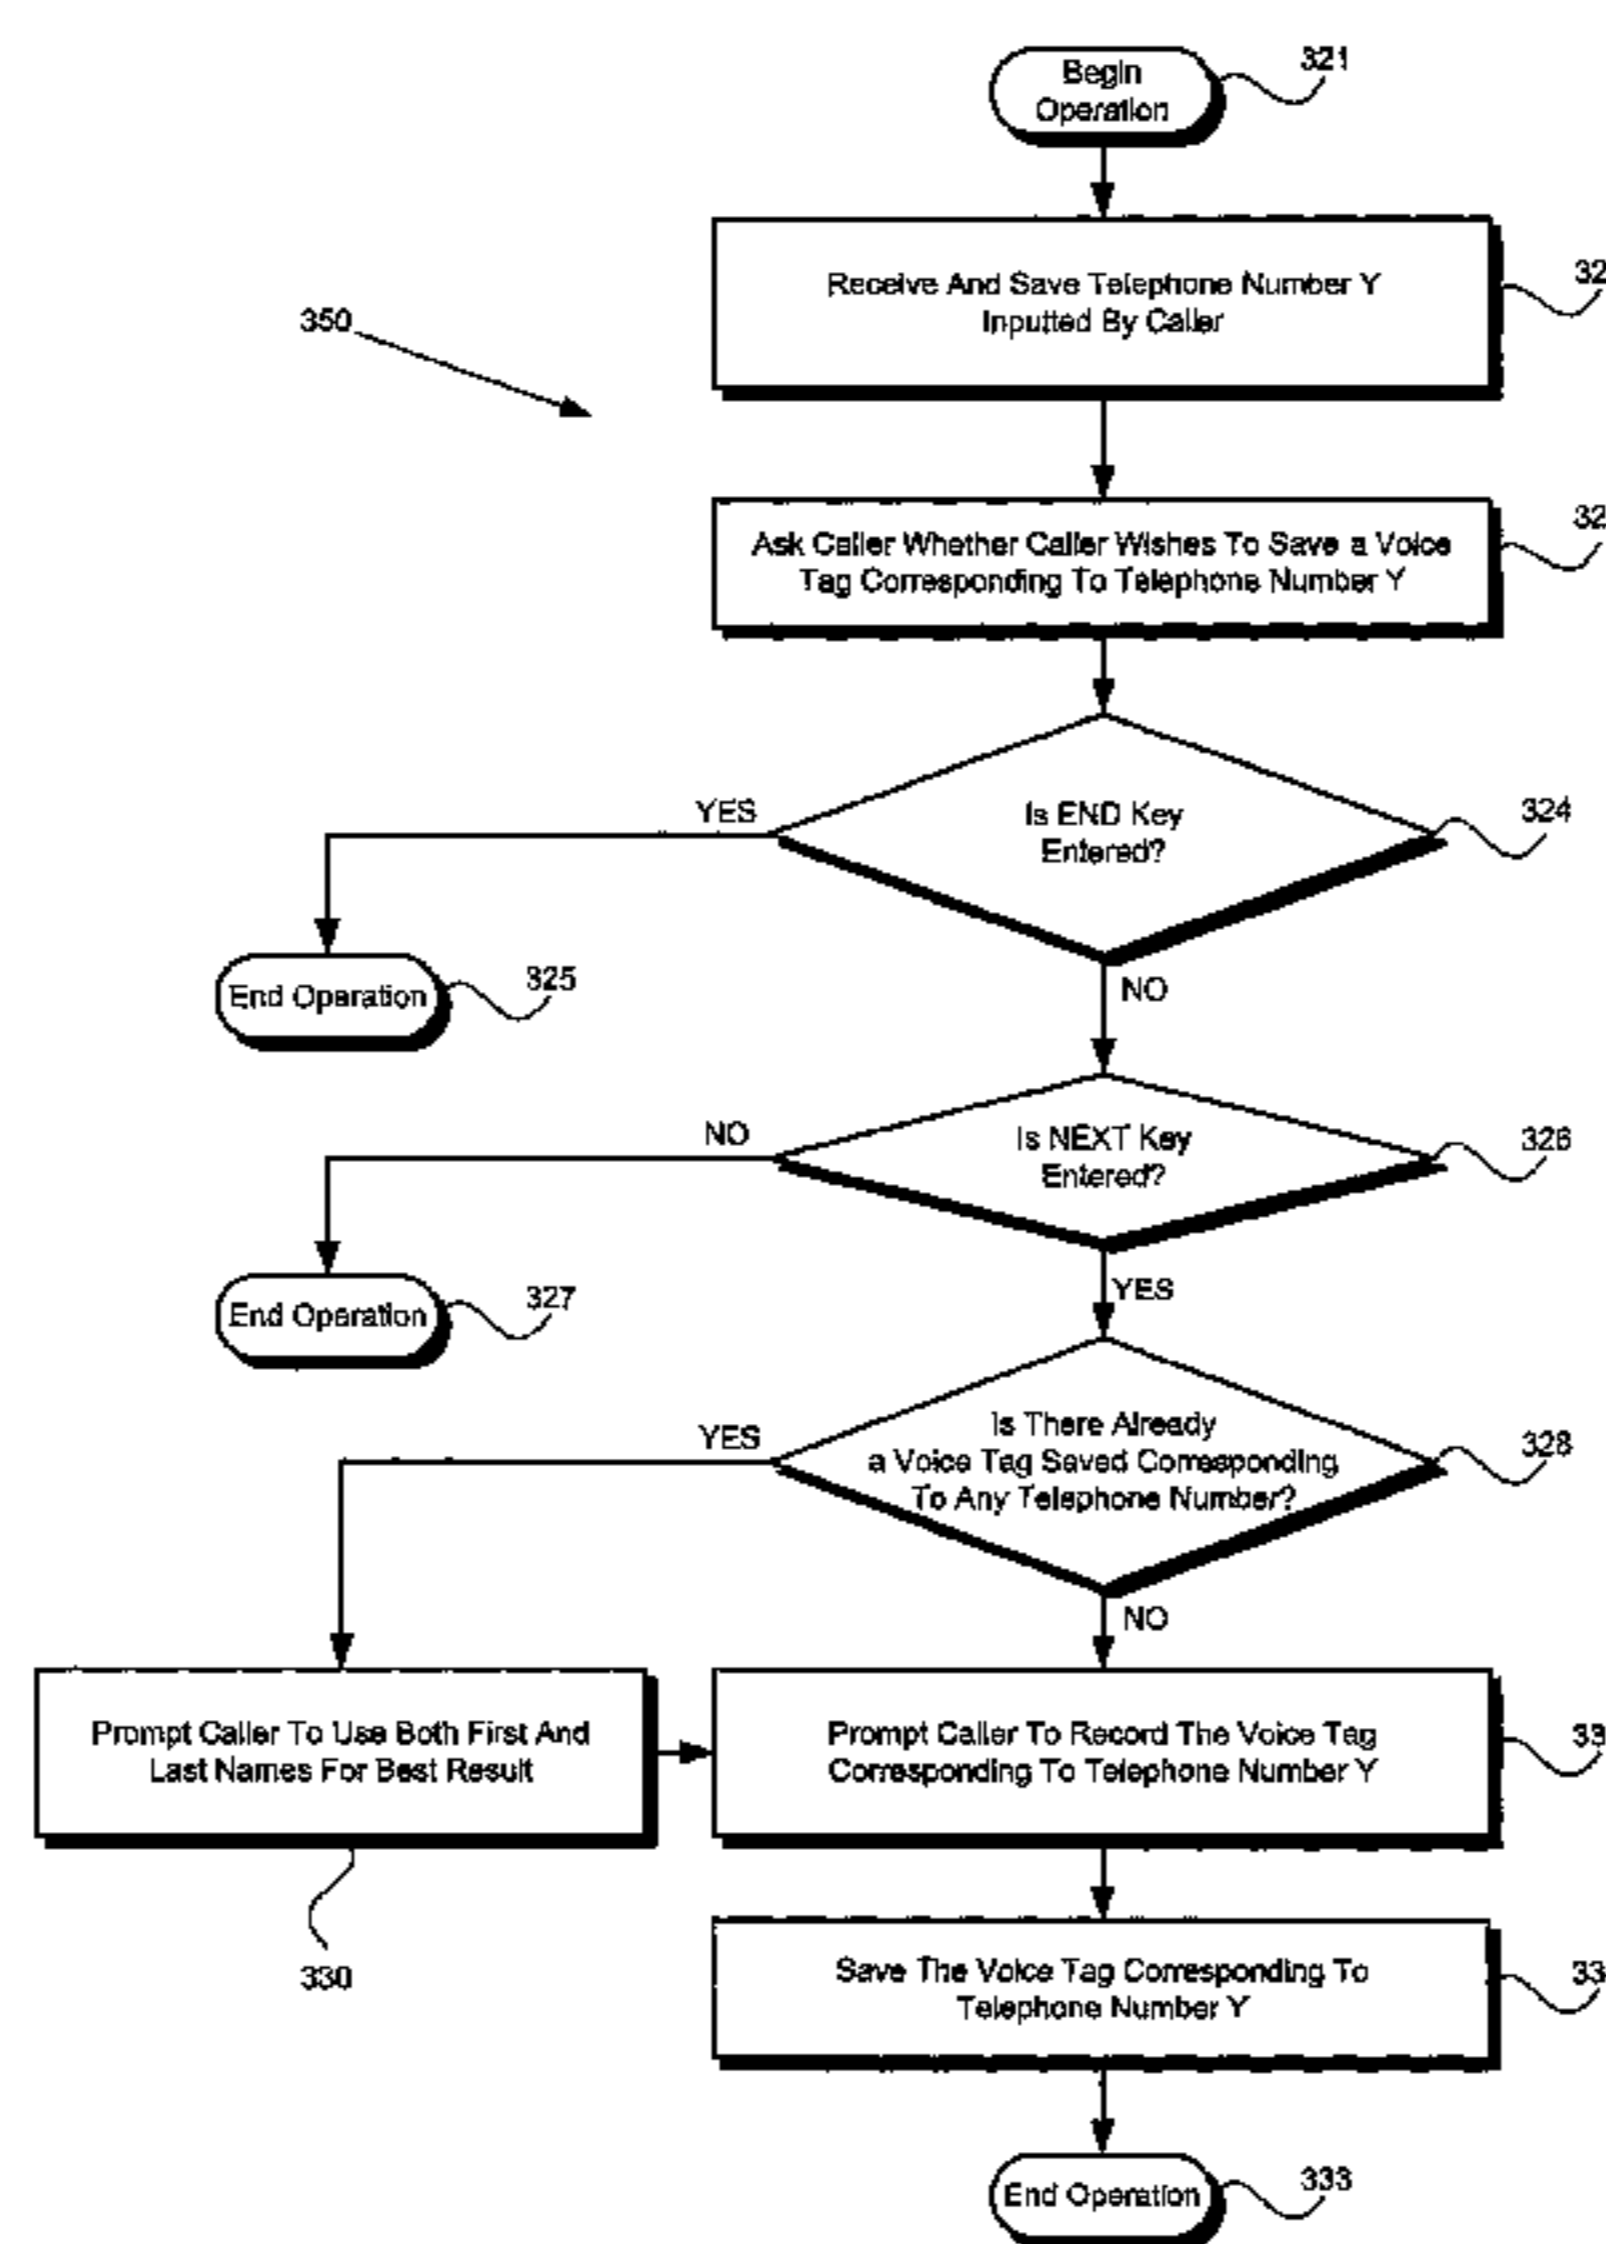 Begin
Operation
321
Receive And Save Telephone Number Y
Inputted By Caller
32
350
Ask Caller Whether Caller Wishes To Save a Voice
Tag Corresponding To Telephone Number Y
32
Is END Key
Entered?
324
YES
NO
End Operation
325
Is NEXT Key
Entered?
326
NO
YES
End Operation
327
Is There Already
a Voice Tag Saved Corresponding
To Any Telephone Number?
328
YES
NO
Prompt Caller To Use Both First And
Last Names For Best Result
330
Prompt Caller To Record The Voice Tag
Corresponding To Telephone Number Y
33
Save The Voice Tag Corresponding To
Telephone Number Y
33
End Operation
333